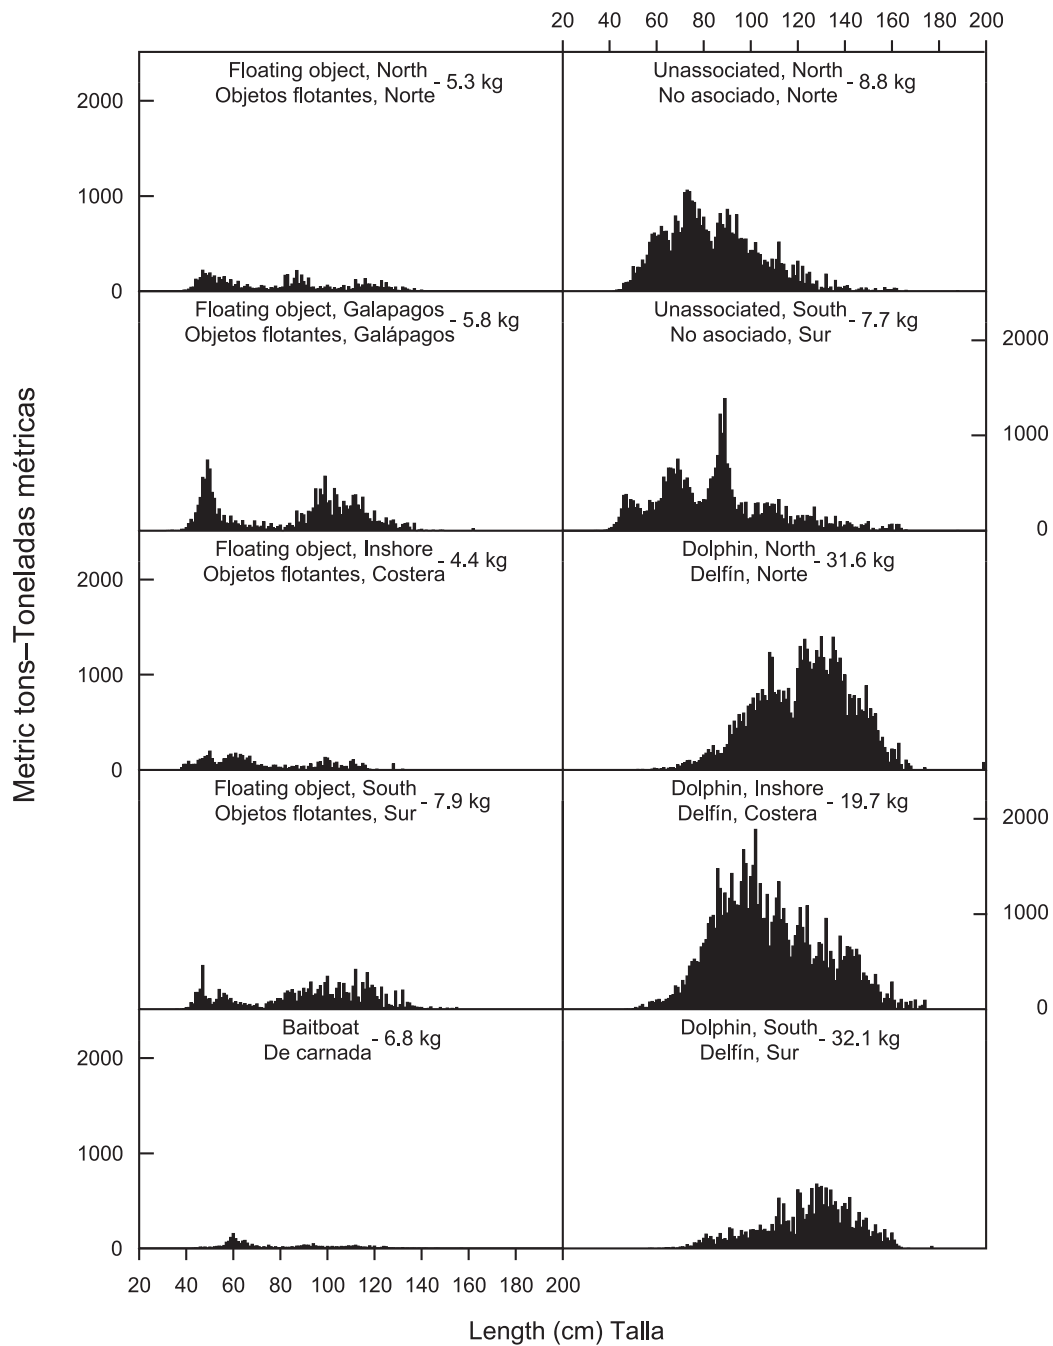 20 40 60 80 100 120 140 160 180 200
Floating object, North
Objetos flotantes, Norte
- 5.3 kg
Unassociated, North
No asociado, Norte
- 8.8 kg
2000
1000
0
Floating object, Galapagos
Objetos flotantes, Galápagos
- 5.8 kg
Unassociated, South
No asociado, Sur
- 7.7 kg
2000
1000
0
Floating object, Inshore
Objetos flotantes, Costera
- 4.4 kg
Dolphin, North
Delfín, Norte
- 31.6 kg
2000
1000
0
Floating object, South
Objetos flotantes, Sur
- 7.9 kg
Dolphin, Inshore
Delfín, Costera
- 19.7 kg
2000
1000
0
Baitboat
De carnada
- 6.8 kg
Dolphin, South
Delfín, Sur
- 32.1 kg
2000
1000
0
20 40 60 80 100 120 140 160 180 200
Metric tons–Toneladas métricas
Length (cm) Talla